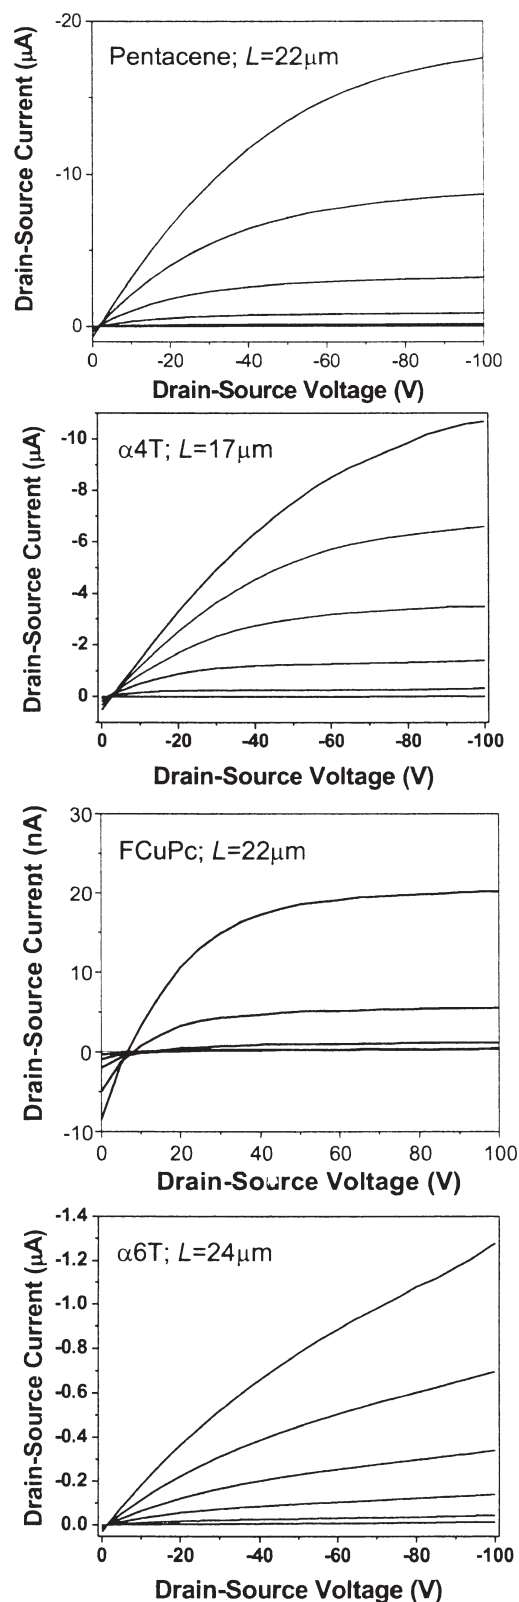 -20
Pentacene; L=22μm
-10
0
Drain-Source Current (μA)
0 -20 -40 -60 -80 -100
Drain-Source Voltage (V)
-10
α4T; L=17μm
-8
-6
-4
-2
0
Drain-Source Current (μA)
0 -20 -40 -60 -80 -100
Drain-Source Voltage (V)
30
FCuPc; L=22μm
20
10
0
-10
Drain-Source Current (nA)
0 20 40 60 80 100
Drain-Source Voltage (V)
-1.4
α6T; L=24μm
-1.2
-1.0
-0.8
-0.6
-0.4
-0.2
0.0
Drain-Source Current (μA)
0 -20 -40 -60 -80 -100
Drain-Source Voltage (V)